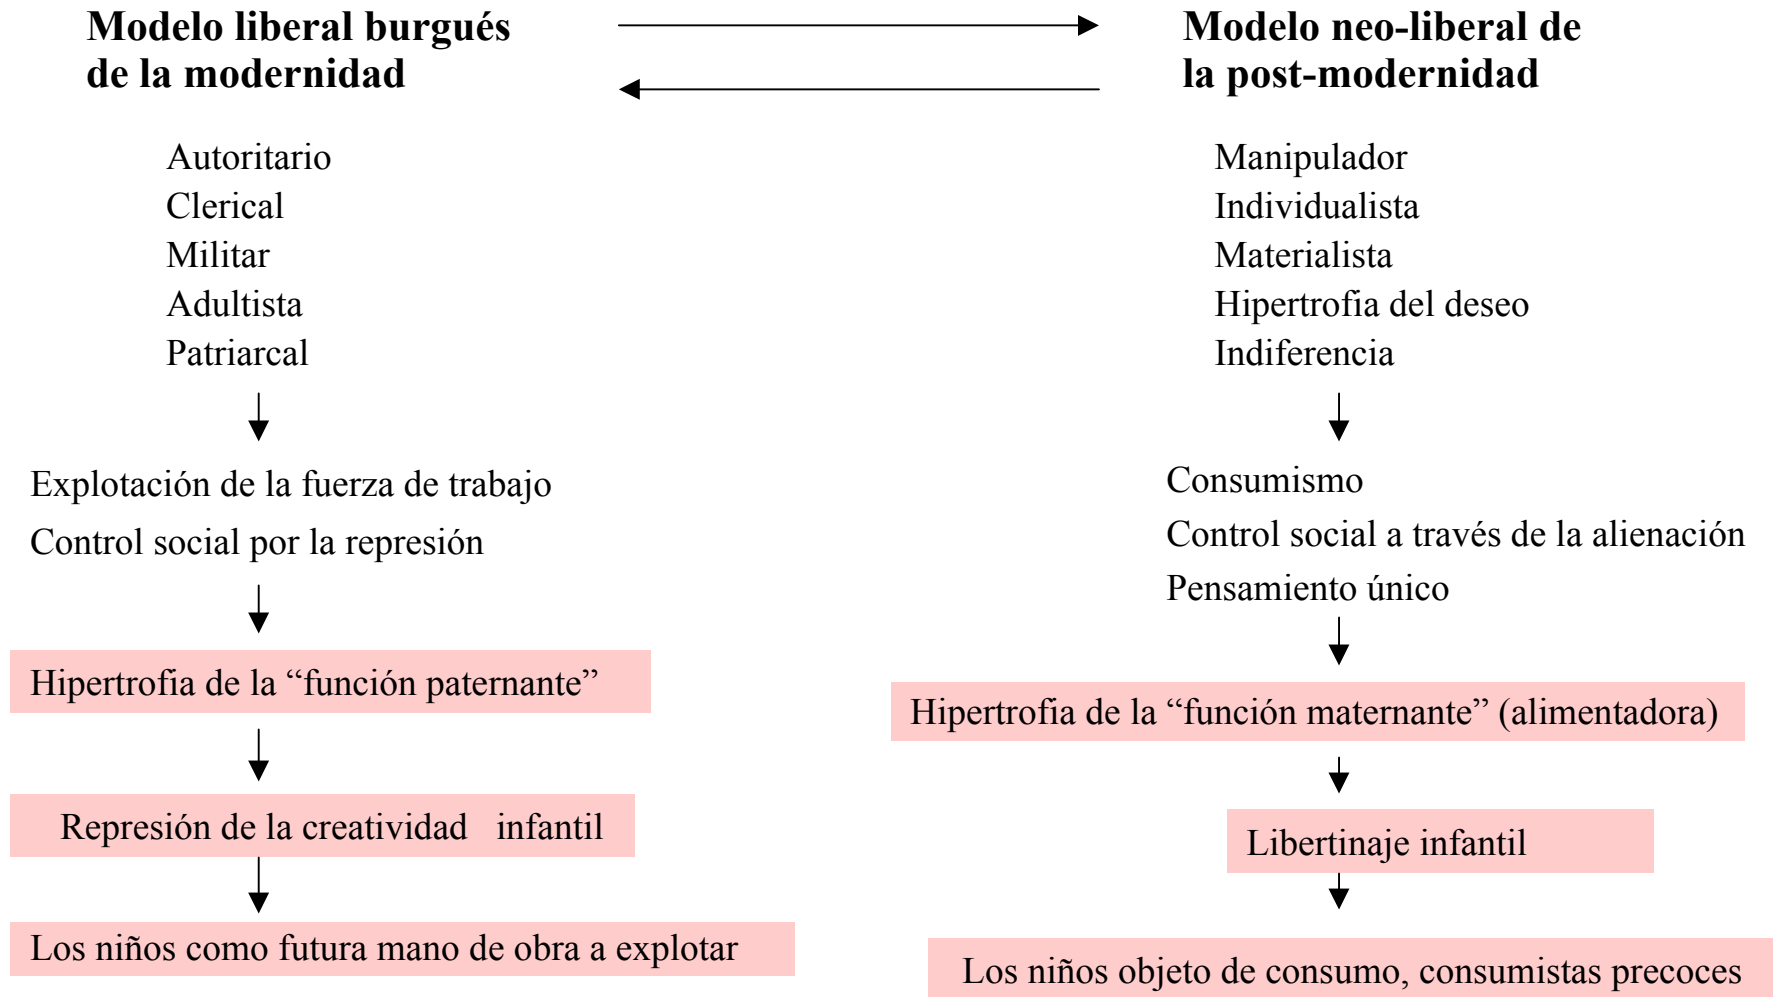 Modelo liberal burgués
de la modernidad
Autoritario
Clerical
Militar
Adultista
Patriarcal
Explotación de la fuerza de trabajo
Control social por la represión
Hipertrofia de la “función paternante”
Represión de la creatividad infantil
Los niños como futura mano de obra a explotar
Modelo neo-liberal de
la post-modernidad
Manipulador
Individualista
Materialista
Hipertrofia del deseo
Indiferencia
Consumismo
Control social a través de la alienación
Pensamiento único
Hipertrofia de la “función maternante” (alimentadora)
Libertinaje infantil
Los niños objeto de consumo, consumistas precoces